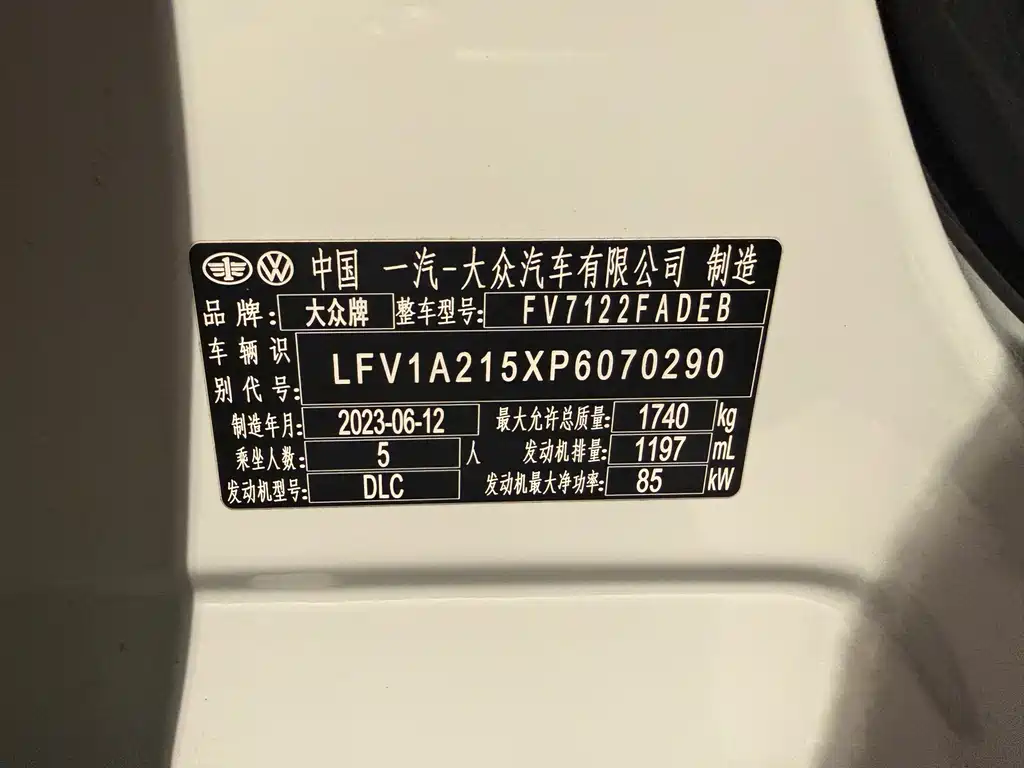 中国 一汽-大众汽车有限公司 制造
品牌: 大众牌 整车型号: FV7122FADEB
车辆识别代号: LFV1A215XP6070290
制造年月: 2023-06-12 最大允许总质量: 1740 kg
乘坐人数: 5 人 发动机排量: 1197 mL
发动机型号: DLC 发动机最大净功率: 85 kW